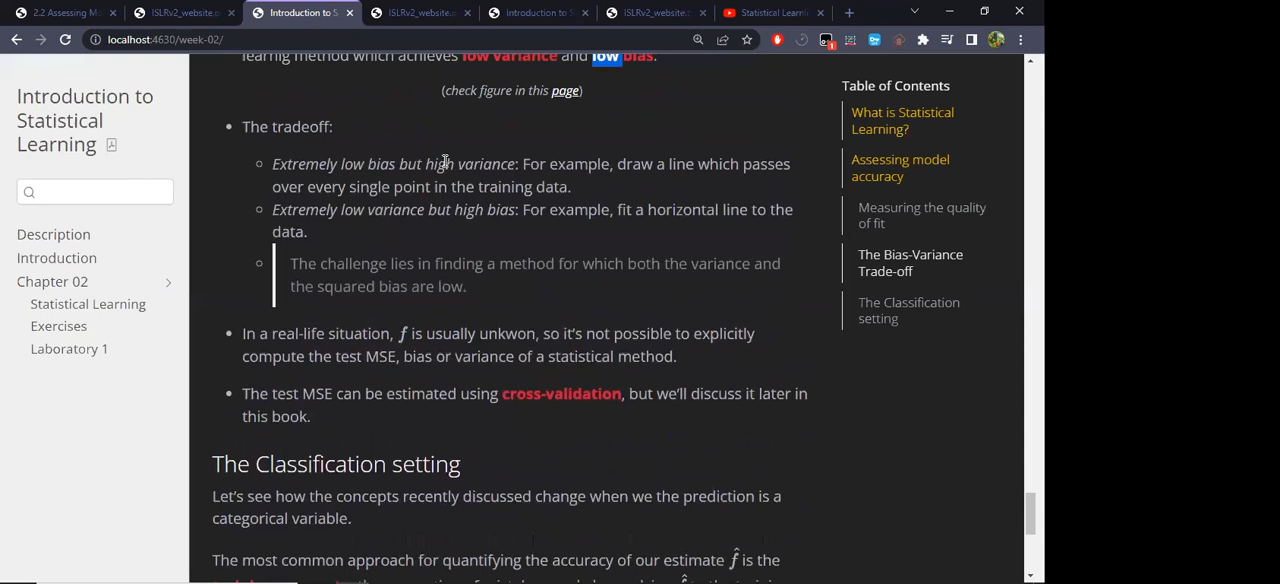 2.2 Assessing Mo
ISLRv2_website.p
Introduction to S
ISLRv2_website.p
Introduction to S
ISLRv2_website.p
Statistical Learnin
localhost:4630/week-02/
1
Introduction to
Statistical
Learning
Description
Introduction
Chapter 02
Statistical Learning
Exercises
Laboratory 1
learnig method which achieves low variance and low bias.
(check figure in this page)
The tradeoff:
Extremely low bias but high variance: For example, draw a line which passes
over every single point in the training data.
Extremely low variance but high bias: For example, fit a horizontal line to the
data.
The challenge lies in finding a method for which both the variance and
the squared bias are low.
In a real-life situation, f is usually unkwon, so it's not possible to explicitly
compute the test MSE, bias or variance of a statistical method.
The test MSE can be estimated using cross-validation, but we'll discuss it later in
this book.
The Classification setting
Let's see how the concepts recently discussed change when we the prediction is a
categorical variable.
The most common approach for quantifying the accuracy of our estimate f̂ is the
Table of Contents
What is Statistical
Learning?
Assessing model
accuracy
Measuring the quality
of fit
The Bias-Variance
Trade-off
The Classification
setting